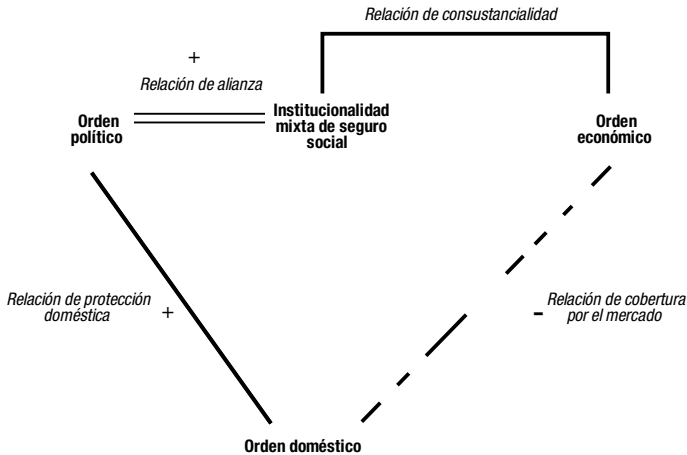 Relación de consustancialidad
+
Relación de alianza
Orden
político
Institucionalidad
mixta de seguro
social
Orden
económico
Relación de protección
doméstica
+
-
Relación de cobertura
por el mercado
Orden doméstico